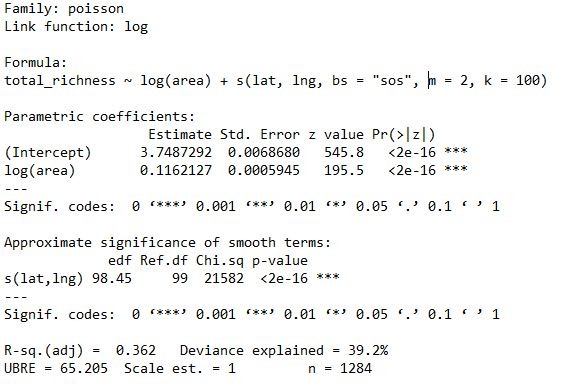 Family: poisson
Link function: log
Formula:
total_richness ~ log(area) + s(lat, lng, bs = "sos", m = 2, k = 100)
Parametric coefficients:
Estimate Std. Error z value Pr(>|z|)
(Intercept) 3.7487292 0.0068680 545.8 <2e-16 ***
log(area) 0.1162127 0.0005945 195.5 <2e-16 ***
---
Signif. codes: 0 ‘***’ 0.001 ‘**’ 0.01 ‘*’ 0.05 ‘.’ 0.1 ‘ ’ 1
Approximate significance of smooth terms:
edf Ref.df Chi.sq p-value
s(lat,lng) 98.45 99 21582 <2e-16 ***
---
Signif. codes: 0 ‘***’ 0.001 ‘**’ 0.01 ‘*’ 0.05 ‘.’ 0.1 ‘ ’ 1
R-sq.(adj) = 0.362 Deviance explained = 39.2%
UBRE = 65.205 Scale est. = 1 n = 1284